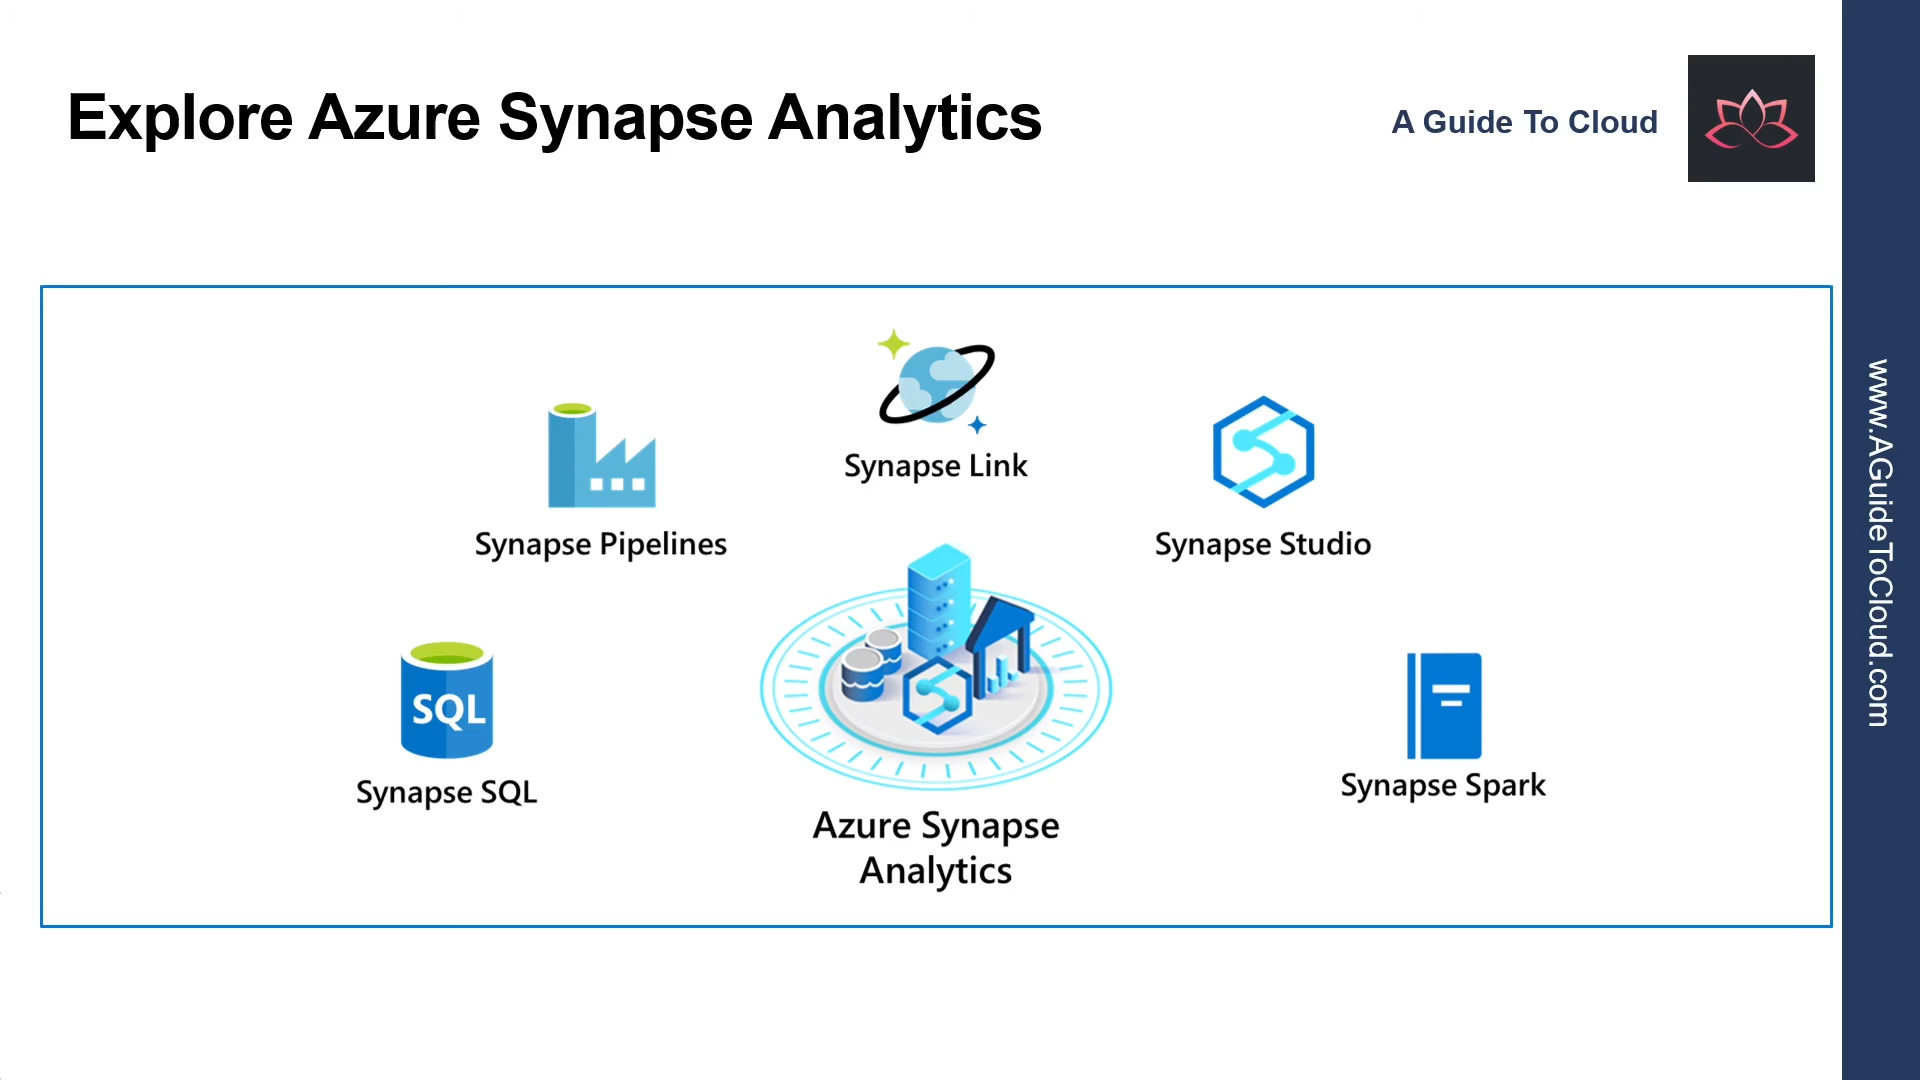 Explore Azure Synapse Analytics
A Guide To Cloud
Synapse Link
Synapse Pipelines
Synapse Studio
SQL
Synapse SQL
Synapse Spark
Azure Synapse
Analytics
www.AGuideToCloud.com